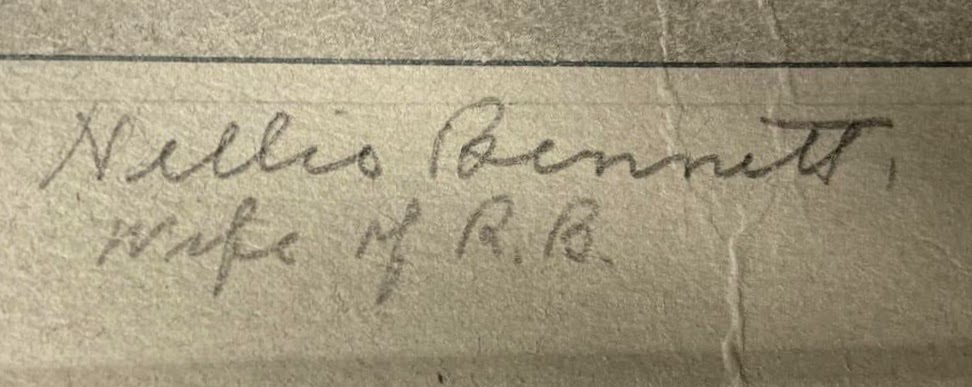 Nellie Bennett,
Wife of R. B.